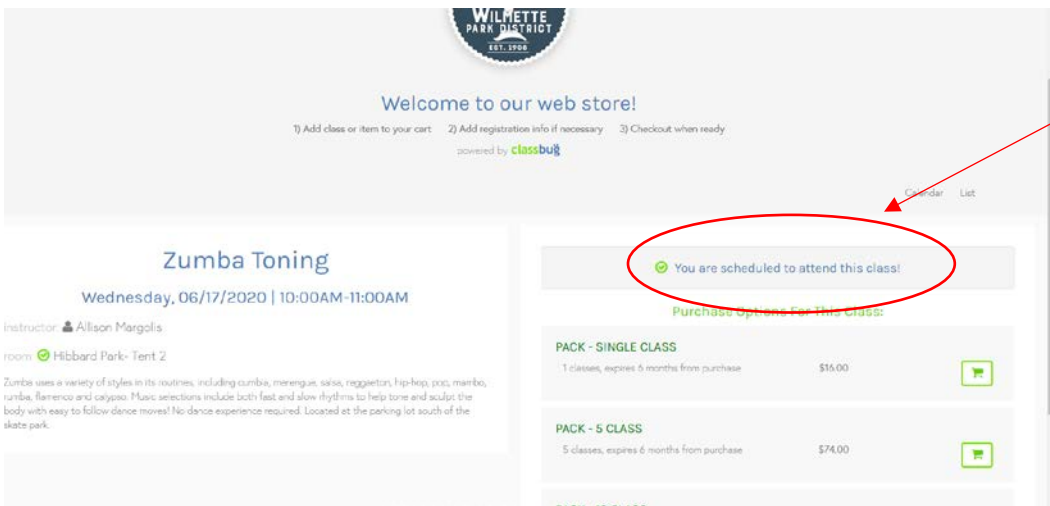 WILMETTE
PARK DISTRICT
EST. 1908
Welcome to our web store!
1) Add class or item to your cart 2) Add registration info if necessary 3) Checkout when ready
powered by classbug
Calendar List
Zumba Toning
Wednesday, 06/17/2020 | 10:00AM-11:00AM
instructor: Allison Margolis
room: Hibbard Park- Tent 2
Zumba uses a variety of styles in its routines, including cumbia, merengue, salsa, reggaeton, hip-hop, pop, mambo,
rumba, flamenco and calypso. Music selections include both fast and slow rhythms to help tone and sculpt the
body with easy to follow dance moves! No dance experience required. Located at the parking lot south of the
skate park.
You are scheduled to attend this class!
Purchase Options For This Class:
PACK - SINGLE CLASS
1 classes, expires 6 months from purchase $16.00
PACK - 5 CLASS
5 classes, expires 6 months from purchase $74.00